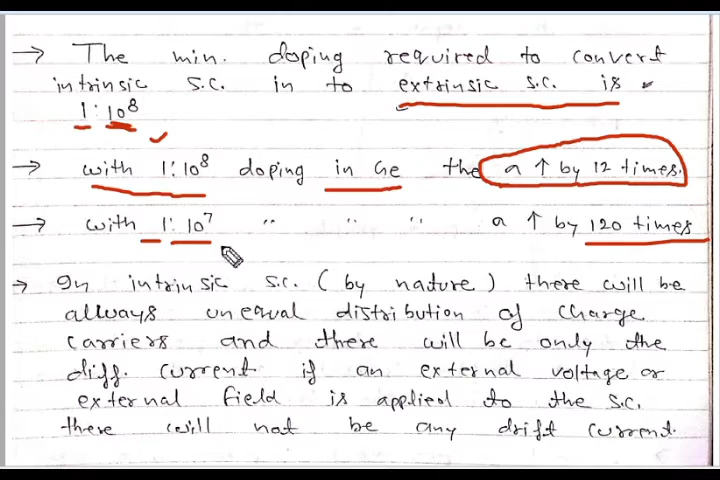 → The min. doping required to convert
intrinsic s.c. in to extrinsic s.c. is
1:10⁸
→ with 1:10⁸ doping in Ge the a ↑ by 12 times.
→ with 1:10⁷ " " " a ↑ by 120 times
→ In intrinsic s.c. (by nature) there will be
allways unequal distribution of charge
carriers and there will be only the
diff. current if an external voltage or
external field is applied to the s.c.
there will not be any drift current.